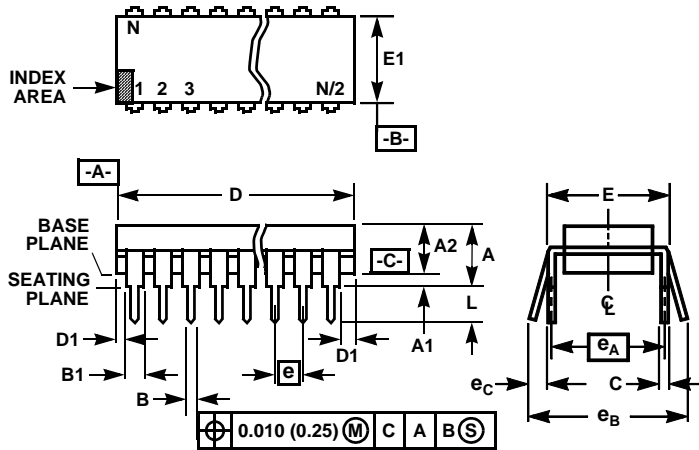 N
INDEX AREA
1 2 3 N/2
E1
-B-
-A-
D
E
BASE PLANE
SEATING PLANE
-C-
A2
A
L
A1
D1
D1
B1
B
e
℄
eA
eC
C
eB
⌖ 0.010 (0.25) Ⓜ C A B Ⓢ